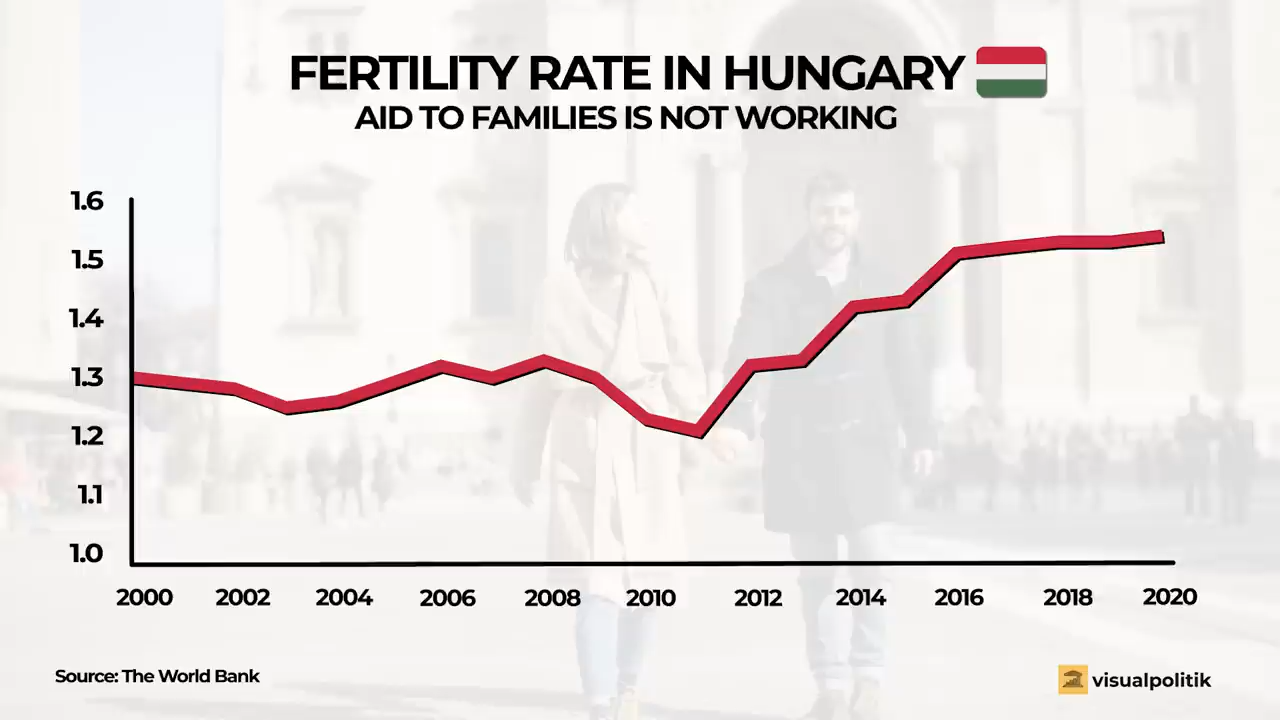 FERTILITY RATE IN HUNGARY
AID TO FAMILIES IS NOT WORKING
1.6
1.5
1.4
1.3
1.2
1.1
1.0
2000 2002 2004 2006 2008 2010 2012 2014 2016 2018 2020
Source: The World Bank
visualpolitik